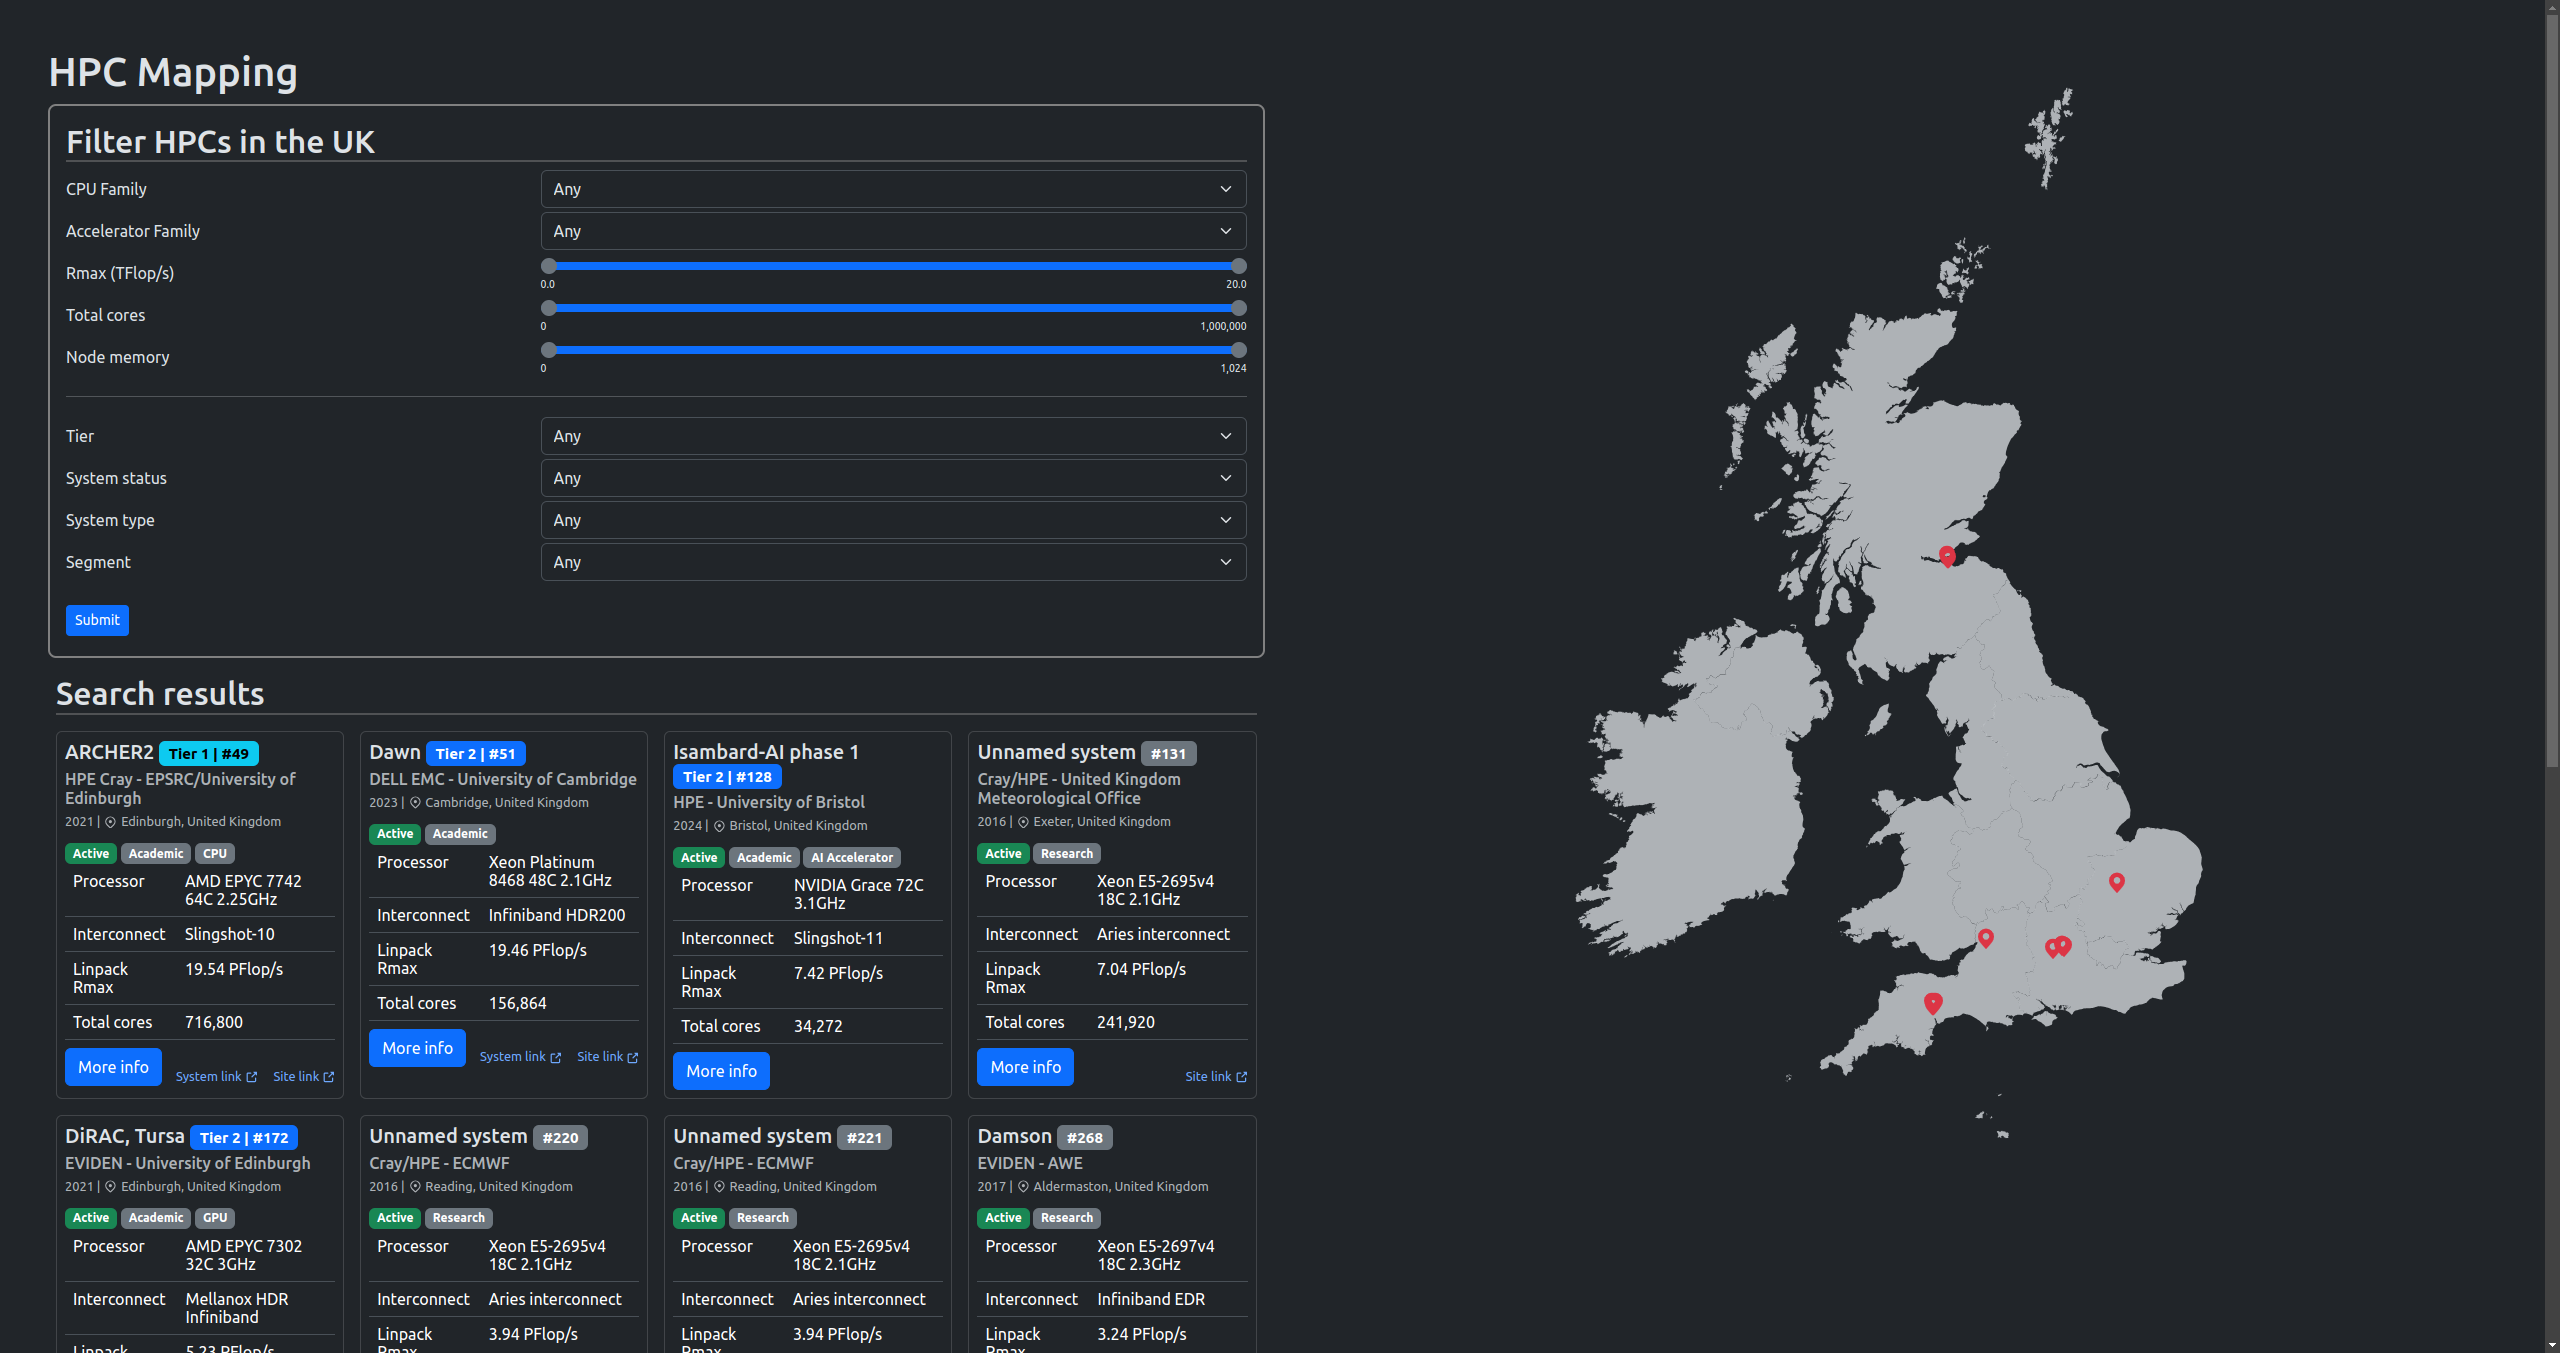 HPC Mapping
Filter HPCs in the UK
CPU Family Any
Accelerator Family Any
Rmax (TFlop/s)
0.0 20.0
Total cores
0 1,000,000
Node memory
0 1,024
Tier Any
System status Any
System type Any
Segment Any
Submit
Search results
ARCHER2 Tier 1 | #49
HPE Cray - EPSRC/University of
Edinburgh
2021 | Edinburgh, United Kingdom
Active Academic CPU
Processor AMD EPYC 7742
64C 2.25GHz
Interconnect Slingshot-10
Linpack 19.54 PFlop/s
Rmax
Total cores 716,800
More info System link Site link
Dawn Tier 2 | #51
DELL EMC - University of Cambridge
2023 | Cambridge, United Kingdom
Active Academic
Processor Xeon Platinum
8468 48C 2.1GHz
Interconnect Infiniband HDR200
Linpack 19.46 PFlop/s
Rmax
Total cores 156,864
More info System link Site link
Isambard-AI phase 1
Tier 2 | #128
HPE - University of Bristol
2024 | Bristol, United Kingdom
Active Academic AI Accelerator
Processor NVIDIA Grace 72C
3.1GHz
Interconnect Slingshot-11
Linpack 7.42 PFlop/s
Rmax
Total cores 34,272
More info
Unnamed system #131
Cray/HPE - United Kingdom
Meteorological Office
2016 | Exeter, United Kingdom
Active Research
Processor Xeon E5-2695v4
18C 2.1GHz
Interconnect Aries interconnect
Linpack 7.04 PFlop/s
Rmax
Total cores 241,920
More info Site link
DiRAC, Tursa Tier 2 | #172
EVIDEN - University of Edinburgh
2021 | Edinburgh, United Kingdom
Active Academic GPU
Processor AMD EPYC 7302
32C 3GHz
Interconnect Mellanox HDR
Infiniband
Linpack 5.23 PFlop/s
Unnamed system #220
Cray/HPE - ECMWF
2016 | Reading, United Kingdom
Active Research
Processor Xeon E5-2695v4
18C 2.1GHz
Interconnect Aries interconnect
Linpack 3.94 PFlop/s
Rmax
Unnamed system #221
Cray/HPE - ECMWF
2016 | Reading, United Kingdom
Active Research
Processor Xeon E5-2695v4
18C 2.1GHz
Interconnect Aries interconnect
Linpack 3.94 PFlop/s
Rmax
Damson #268
EVIDEN - AWE
2017 | Aldermaston, United Kingdom
Active Research
Processor Xeon E5-2697v4
18C 2.3GHz
Interconnect Infiniband EDR
Linpack 3.24 PFlop/s
Rmax